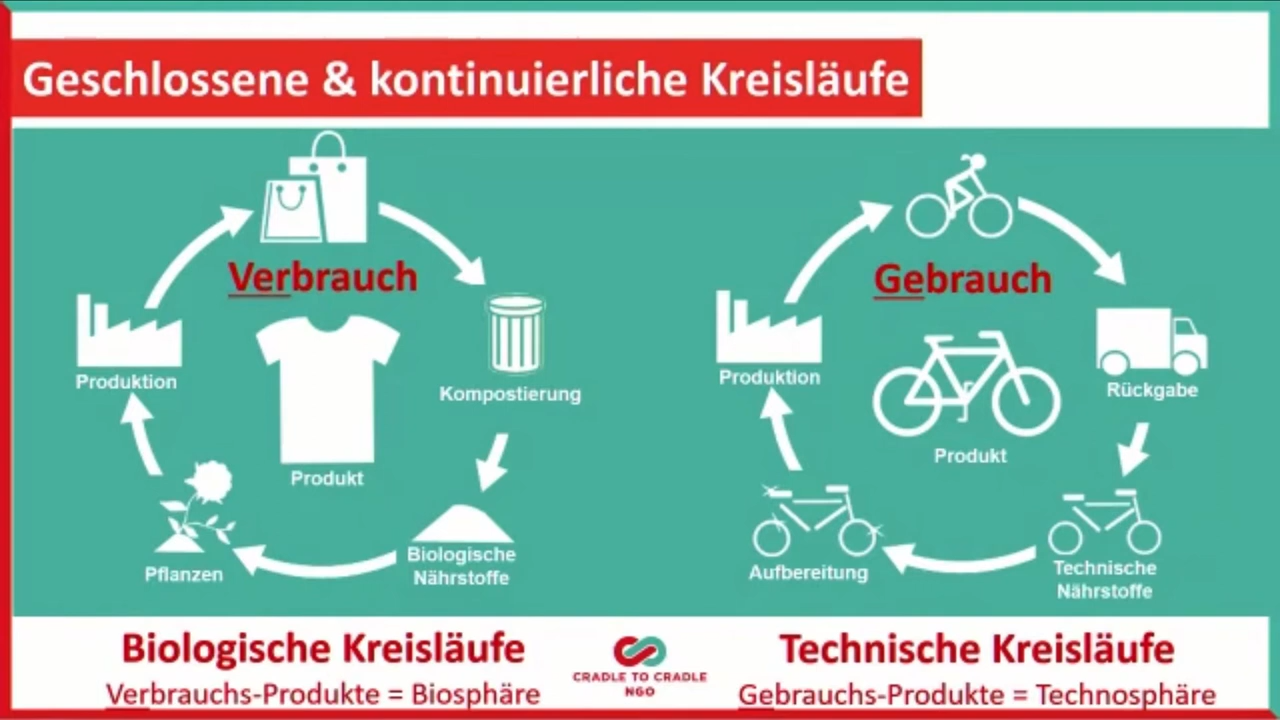 Geschlossene & kontinuierliche Kreisläufe
Verbrauch
Produktion
Kompostierung
Produkt
Biologische
Nährstoffe
Pflanzen
Gebrauch
Produktion
Rückgabe
Produkt
Technische
Nährstoffe
Aufbereitung
Biologische Kreisläufe
Verbrauchs-Produkte = Biosphäre
CRADLE TO CRADLE
NGO
Technische Kreisläufe
Gebrauchs-Produkte = Technosphäre